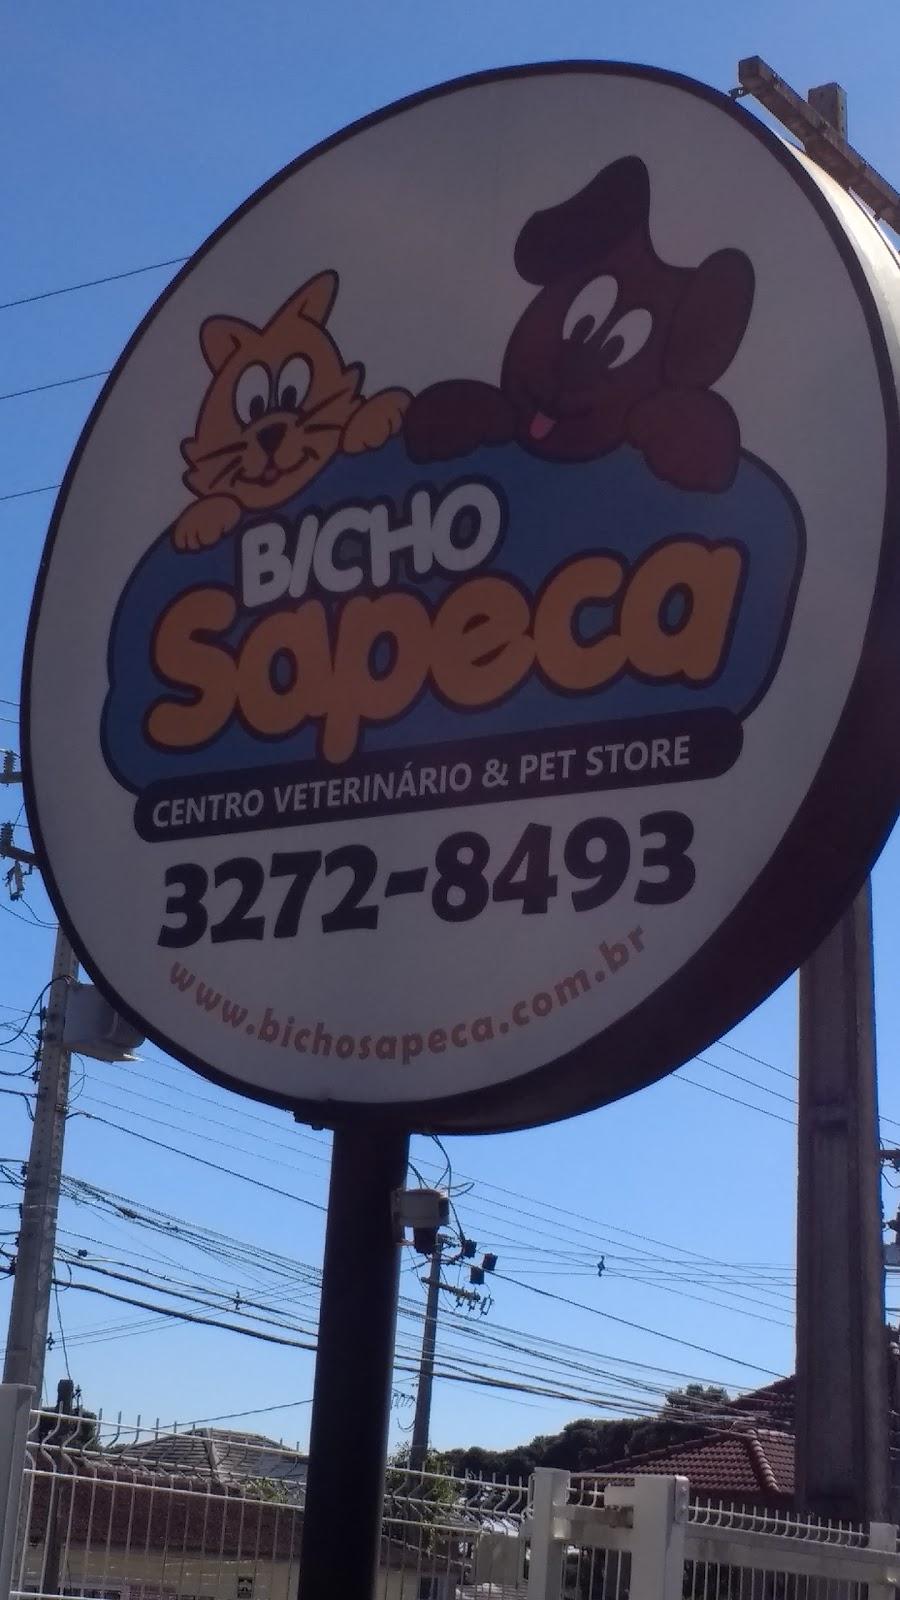 BICHO
Sapeca
CENTRO VETERINÁRIO & PET STORE
3272-8493
www.bichosapeca.com.br